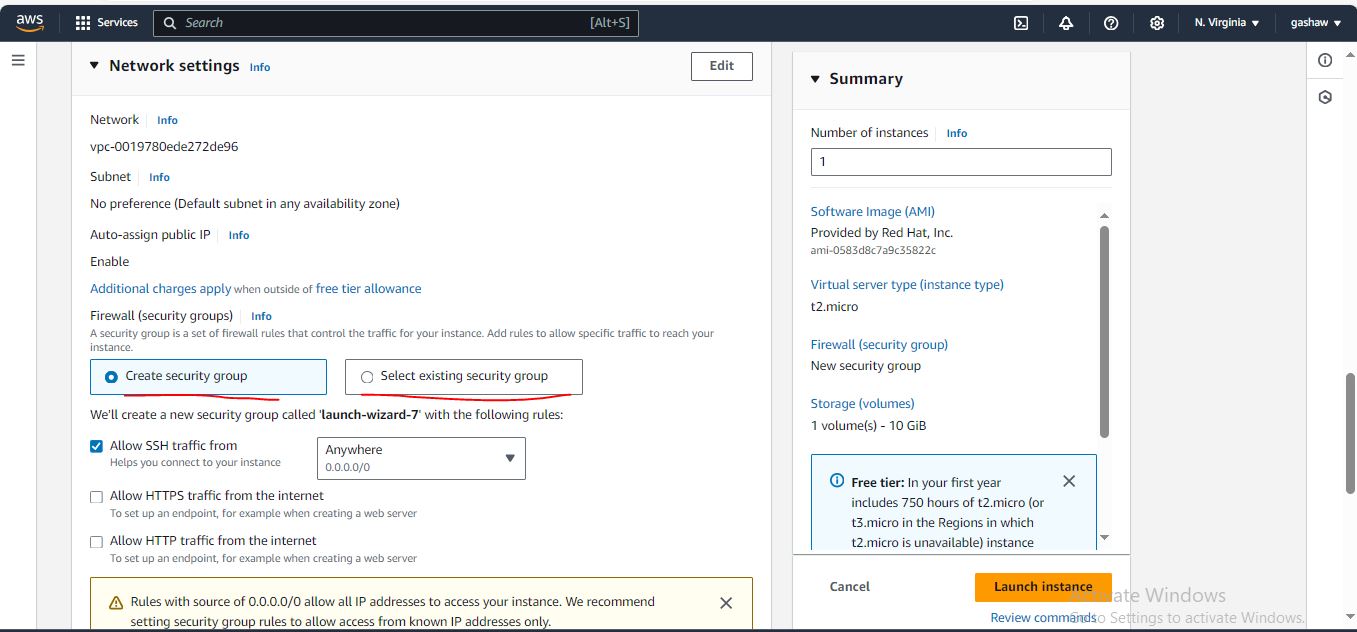 aws
Services
Search
[Alt+S]
N. Virginia
gashaw
Network settings Info
Edit
Network Info
vpc-0019780ede272de96
Subnet Info
No preference (Default subnet in any availability zone)
Auto-assign public IP Info
Enable
Additional charges apply when outside of free tier allowance
Firewall (security groups) Info
A security group is a set of firewall rules that control the traffic for your instance. Add rules to allow specific traffic to reach your
instance.
Create security group
Select existing security group
We'll create a new security group called 'launch-wizard-7' with the following rules:
Allow SSH traffic from
Helps you connect to your instance
Anywhere
0.0.0.0/0
Allow HTTPS traffic from the internet
To set up an endpoint, for example when creating a web server
Allow HTTP traffic from the internet
To set up an endpoint, for example when creating a web server
Rules with source of 0.0.0.0/0 allow all IP addresses to access your instance. We recommend
setting security group rules to allow access from known IP addresses only.
Summary
Number of instances Info
1
Software Image (AMI)
Provided by Red Hat, Inc.
ami-0583d8c7a9c35822c
Virtual server type (instance type)
t2.micro
Firewall (security group)
New security group
Storage (volumes)
1 volume(s) - 10 GiB
Free tier: In your first year
includes 750 hours of t2.micro (or
t3.micro in the Regions in which
t2.micro is unavailable) instance
Cancel
Launch instance
Review commands
Activate Windows
Go to Settings to activate Windows.